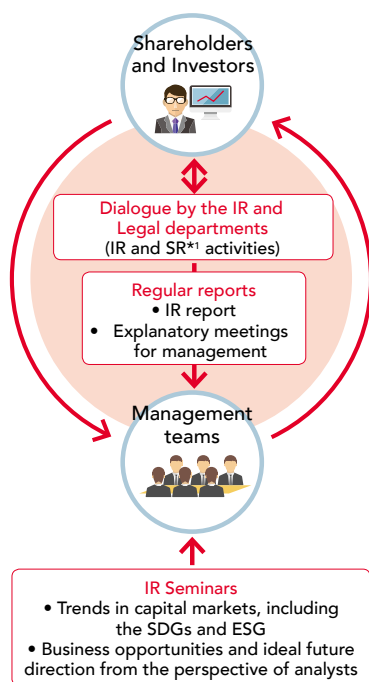 Shareholders
and Investors
Dialogue by the IR and
Legal departments
(IR and SR*1 activities)
Regular reports
• IR report
• Explanatory meetings
for management
Management
teams
IR Seminars
• Trends in capital markets, including
the SDGs and ESG
• Business opportunities and ideal future
direction from the perspective of analysts